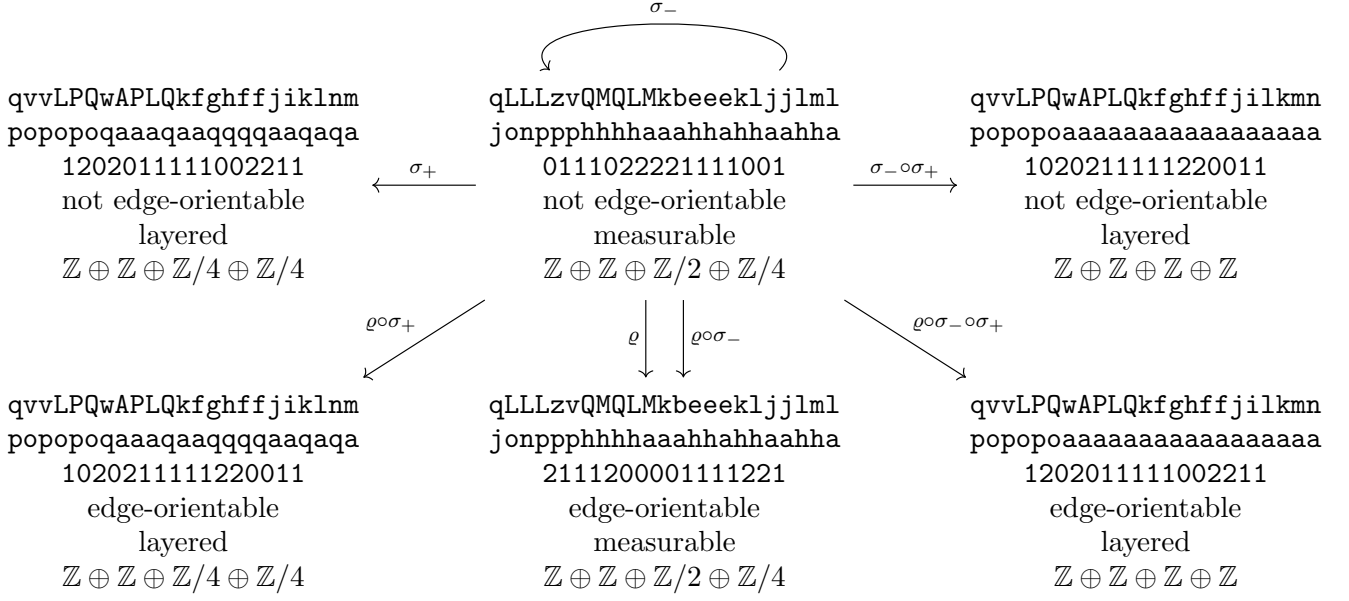 σ₋
qvvLPQwAPLQkfghffjiklnm
popopoqaaaqaaqqqqaaqaqa
1202011111002211
not edge-orientable
layered
ℤ ⊕ ℤ ⊕ ℤ/4 ⊕ ℤ/4
σ₊
qLLLzvQMQLMkbeeekljjlml
jonppphhhhaaahhahhaahha
0111022221111001
not edge-orientable
measurable
ℤ ⊕ ℤ ⊕ ℤ/2 ⊕ ℤ/4
σ₋∘σ₊
qvvLPQwAPLQkfghffjilkmn
popopoaaaaaaaaaaaaaaaaa
1020211111220011
not edge-orientable
layered
ℤ ⊕ ℤ ⊕ ℤ ⊕ ℤ
ϱ∘σ₊
ϱ
ϱ∘σ₋
ϱ∘σ₋∘σ₊
qvvLPQwAPLQkfghffjiklnm
popopoqaaaqaaqqqqaaqaqa
1020211111220011
edge-orientable
layered
ℤ ⊕ ℤ ⊕ ℤ/4 ⊕ ℤ/4
qLLLzvQMQLMkbeeekljjlml
jonppphhhhaaahhahhaahha
2111200001111221
edge-orientable
measurable
ℤ ⊕ ℤ ⊕ ℤ/2 ⊕ ℤ/4
qvvLPQwAPLQkfghffjilkmn
popopoaaaaaaaaaaaaaaaaa
1202011111002211
edge-orientable
layered
ℤ ⊕ ℤ ⊕ ℤ ⊕ ℤ